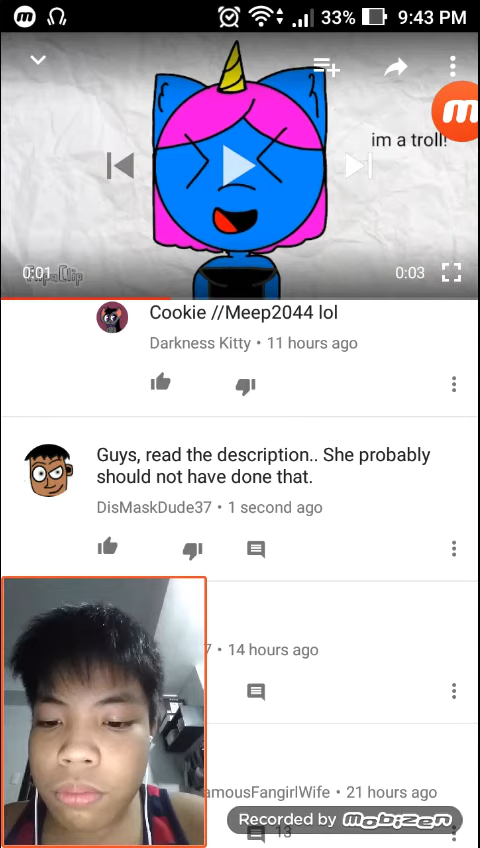 33% 9:43 PM
im a troll!
0:01
FlipaClip
0:03
Cookie //Meep2044 lol
Darkness Kitty • 11 hours ago
Guys, read the description.. She probably
should not have done that.
DisMaskDude37 • 1 second ago
7 • 14 hours ago
amousFangirlWife • 21 hours ago
Recorded by mobizen
13